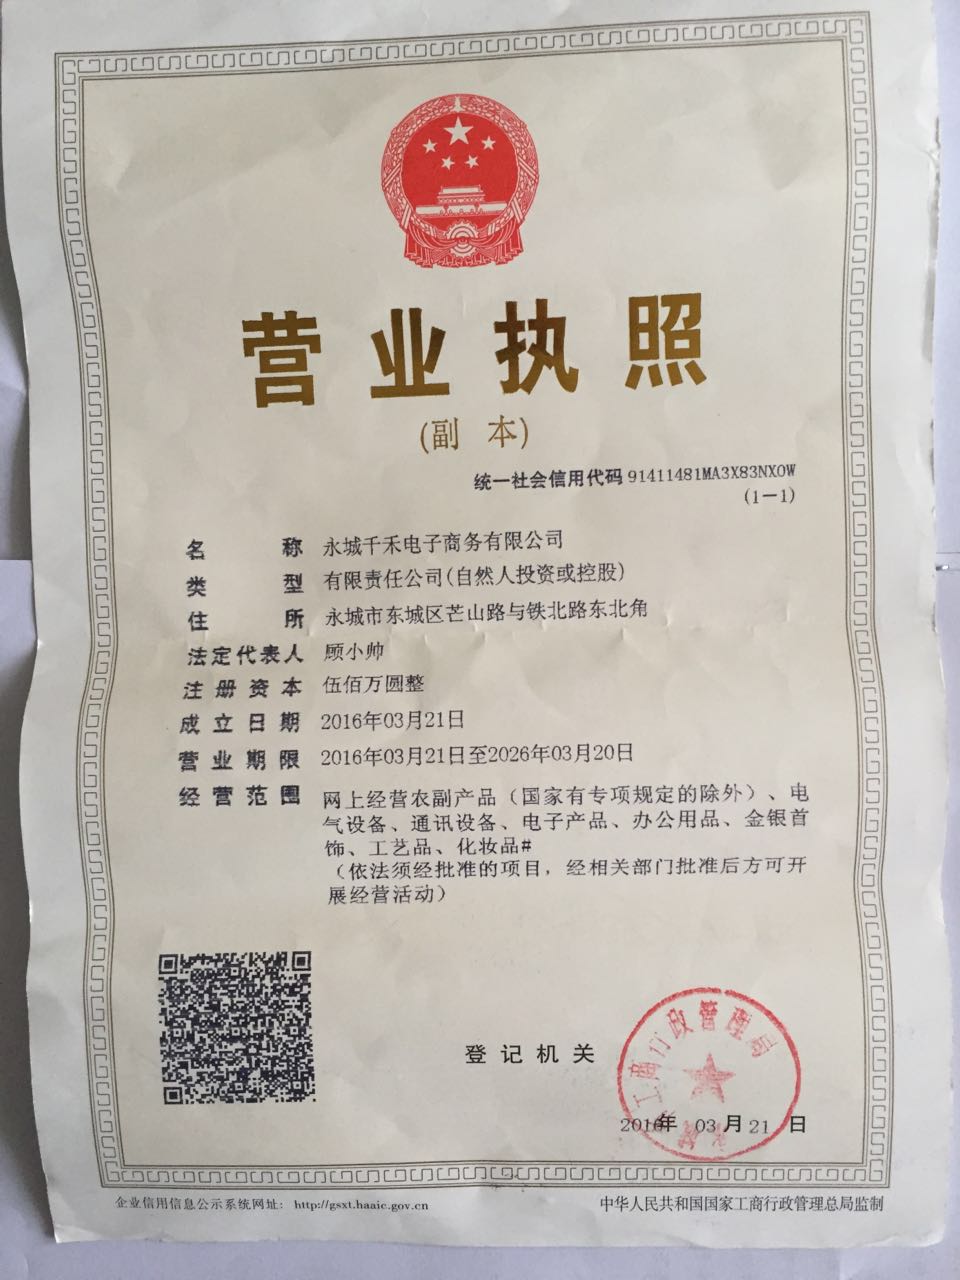 营业执照
(副 本)
统一社会信用代码 91411481MA3X83NX0W
(1-1)
名 称 永城千禾电子商务有限公司
类 型 有限责任公司(自然人投资或控股)
住 所 永城市东城区芒山路与铁北路东北角
法定代表人 顾小帅
注册资本 伍佰万圆整
成立日期 2016年03月21日
营业期限 2016年03月21日至2026年03月20日
经营范围 网上经营农副产品（国家有专项规定的除外）、电
气设备、通讯设备、电子产品、办公用品、金银首
饰、工艺品、化妆品#
（依法须经批准的项目，经相关部门批准后方可开
展经营活动）
登记机关
工商行政管理局
2016年 03月21 日
企业信用信息公示系统网址： http://gsxt.haaic.gov.cn
中华人民共和国国家工商行政管理总局监制